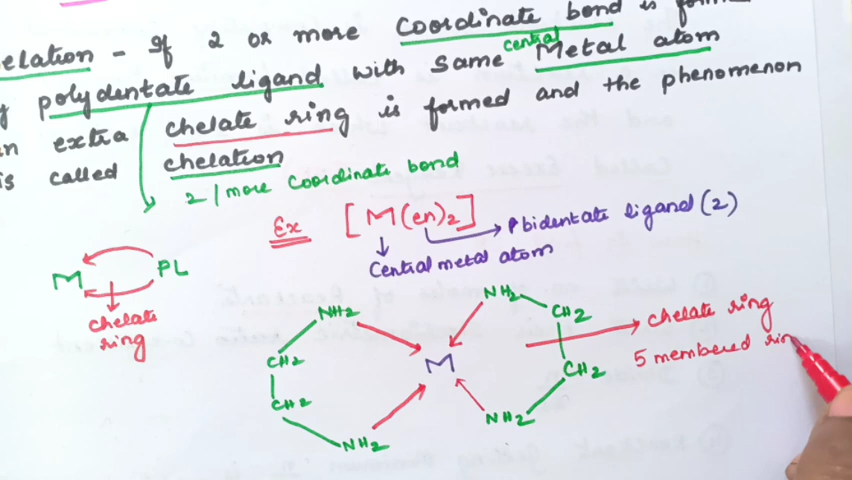 elation - If 2 or more coordinate bond is form
y polydentate ligand with same central Metal atom
n extra chelate ring is formed and the phenomenon
is called chelation
2 / more coordinate bond
Ex [M(en)2]
bidentate ligand (2)
Central metal atom
M PL
chelate
ring
NH2
CH2
CH2
NH2
M
NH2
CH2
CH2
NH2
chelate ring
5 membered rin